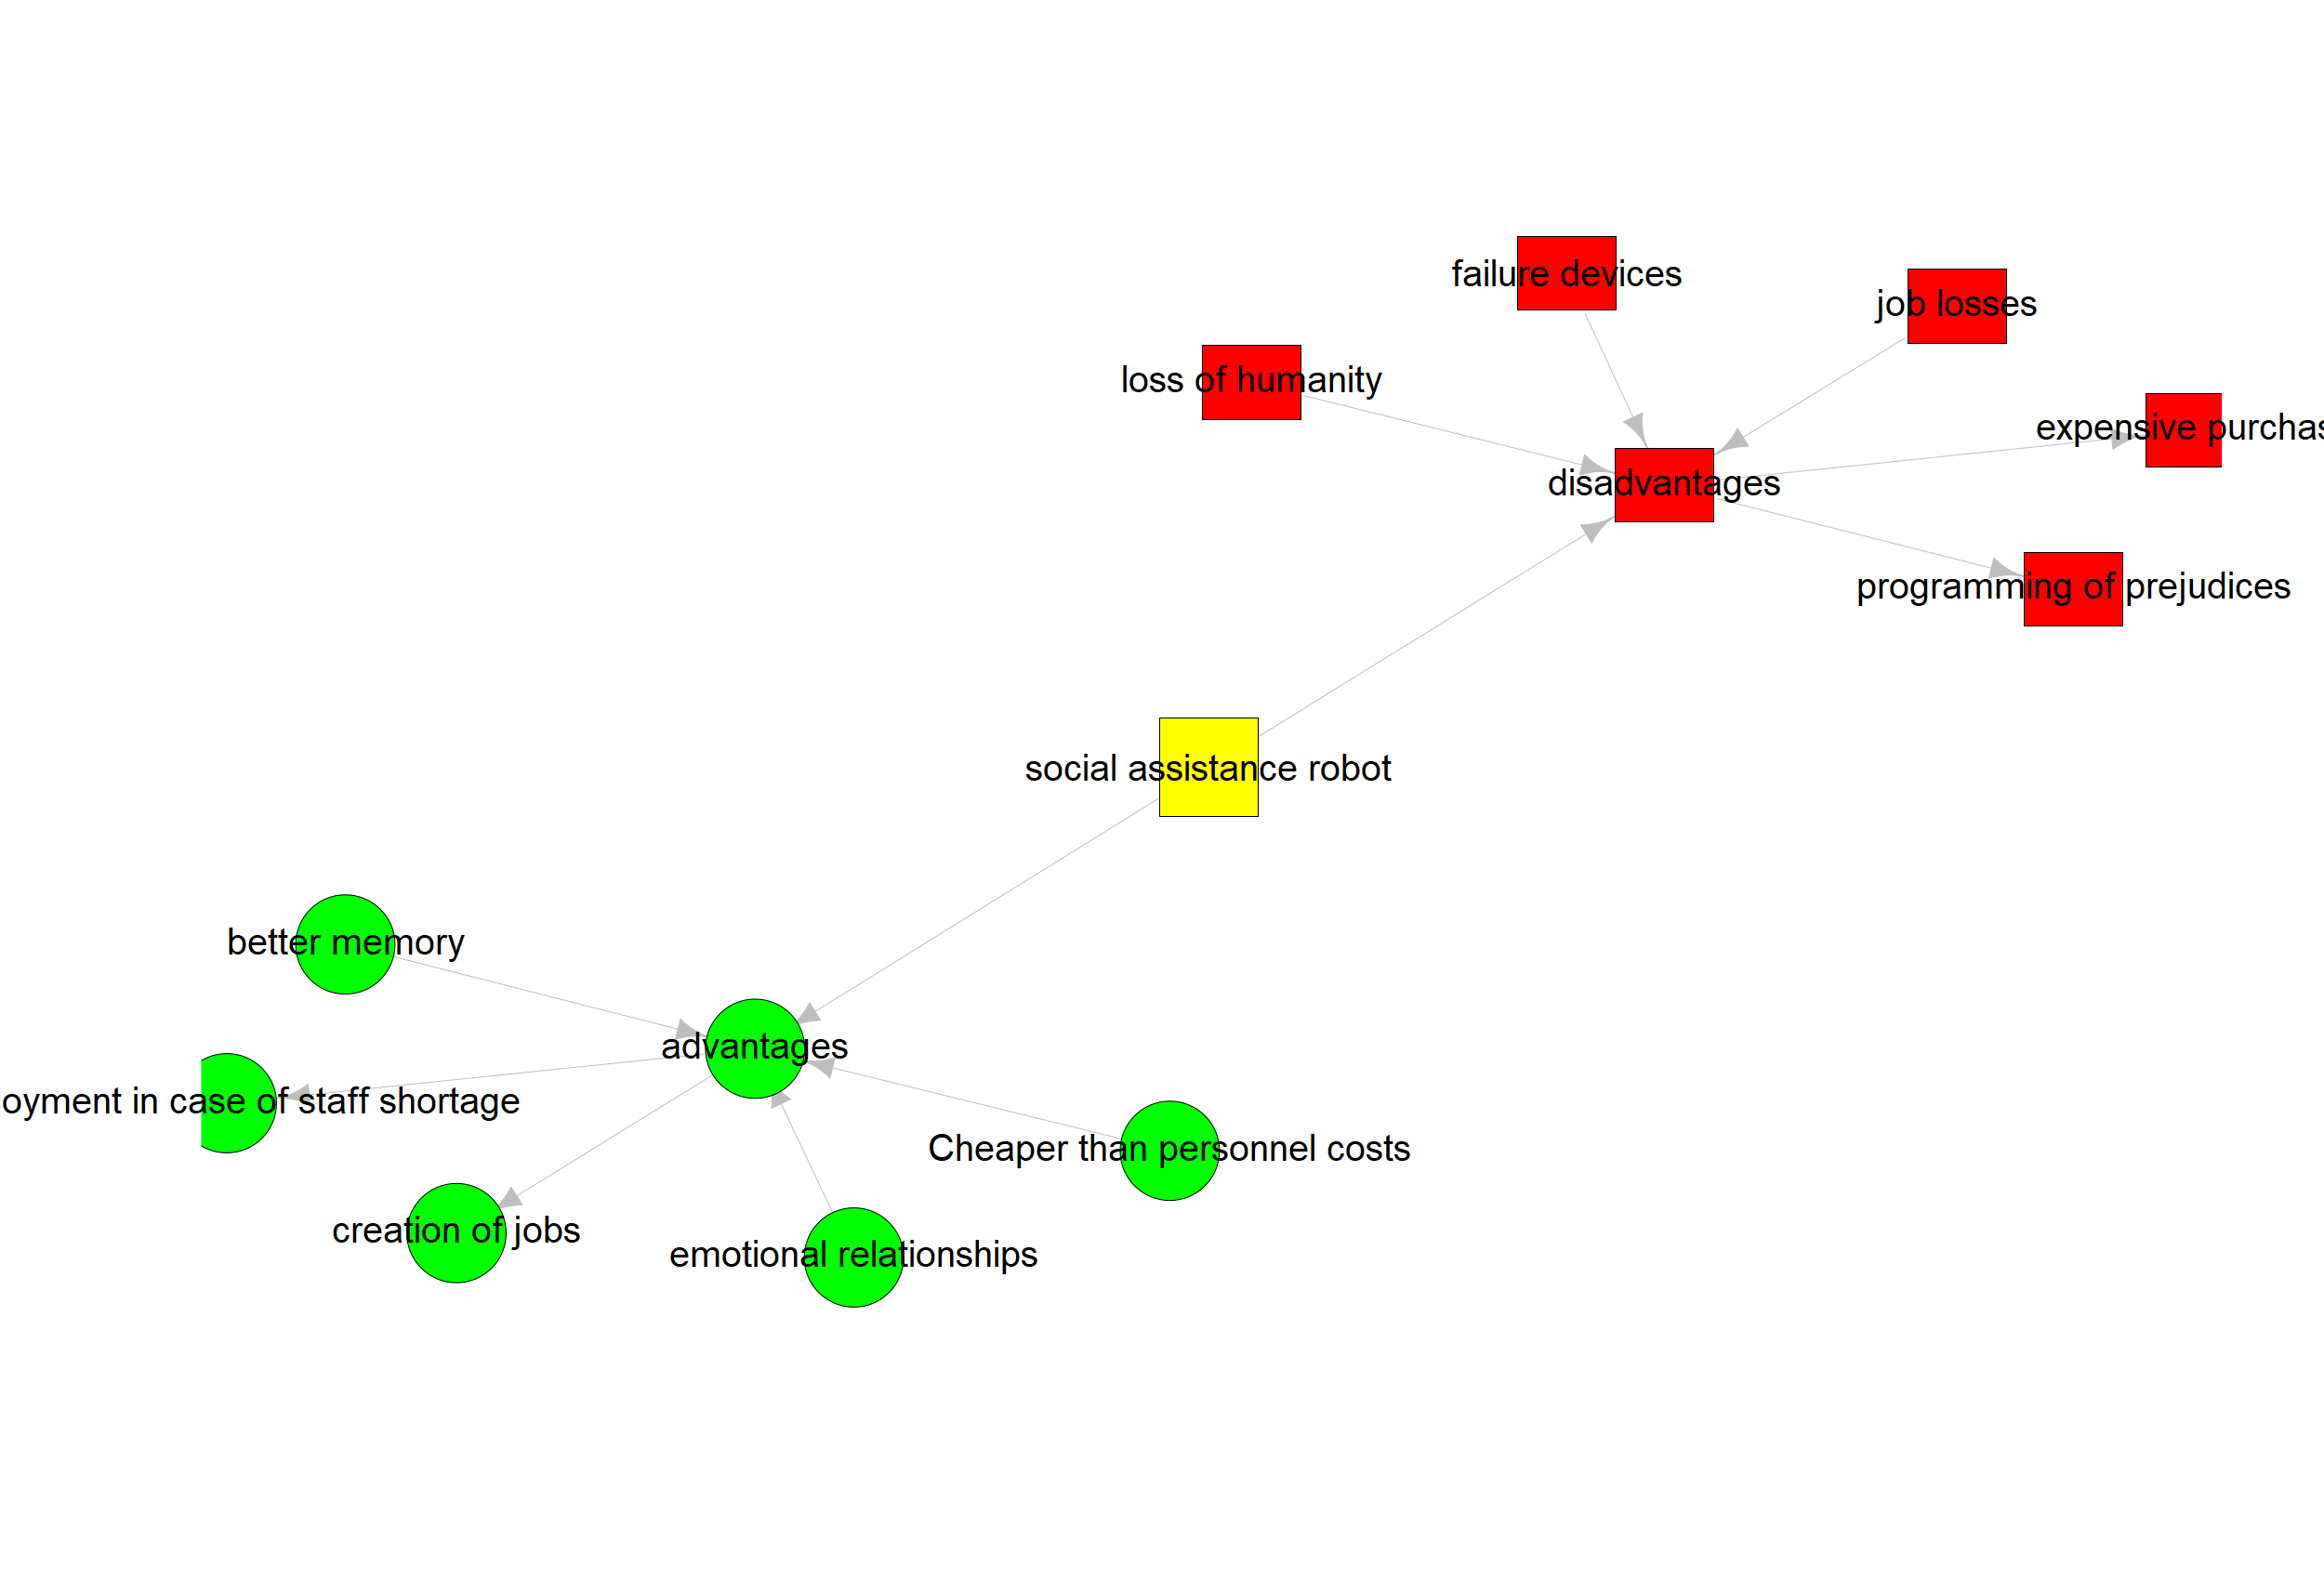 failure devices
job losses
loss of humanity
expensive purchas
disadvantages
programming of prejudices
social assistance robot
better memory
advantages
oyment in case of staff shortage
Cheaper than personnel costs
creation of jobs
emotional relationships